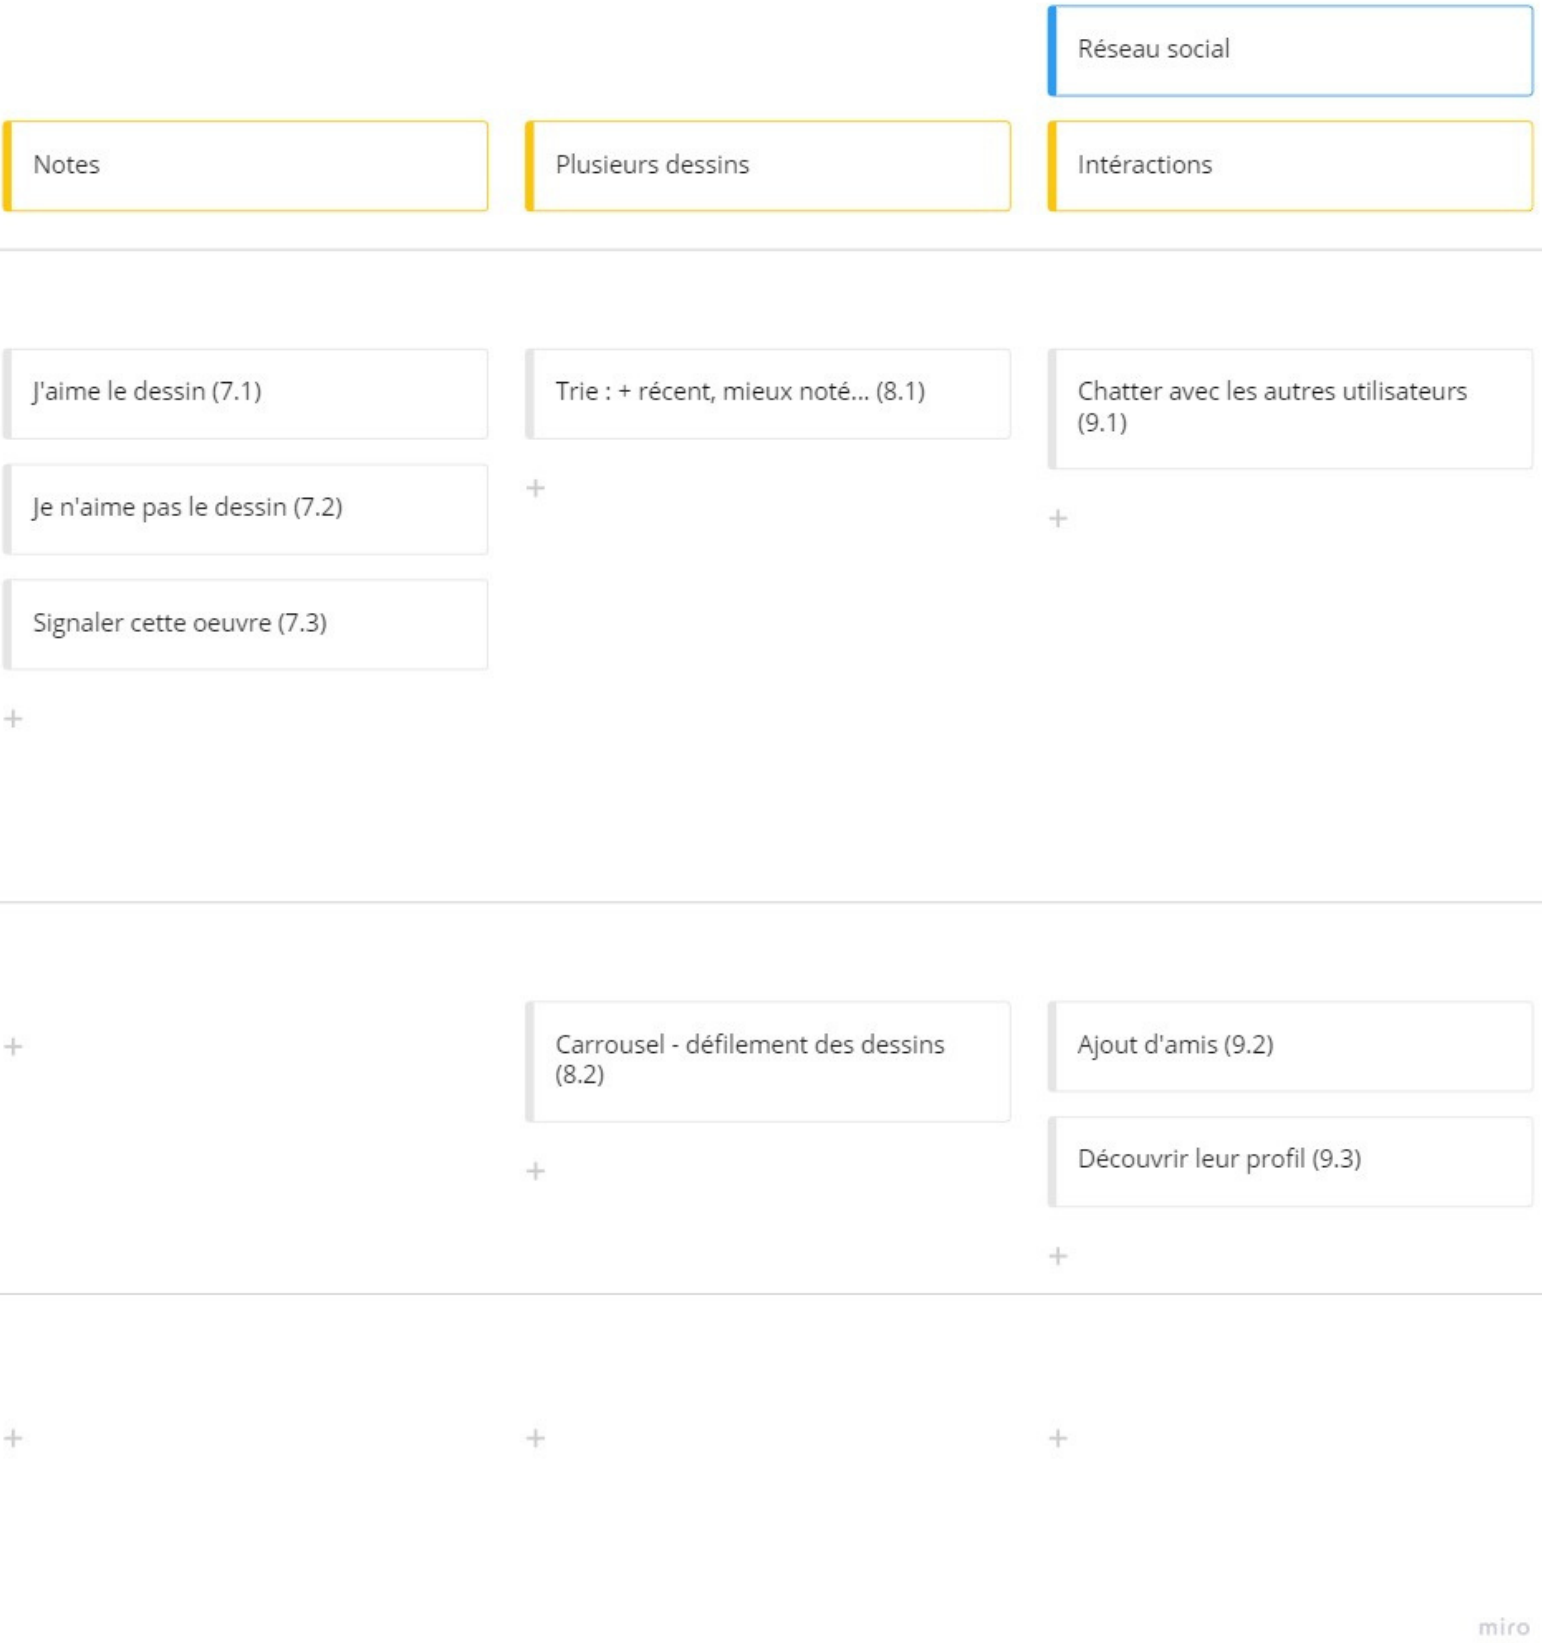 Réseau social
Notes
Plusieurs dessins
Intéractions
J'aime le dessin (7.1)
Trie : + récent, mieux noté... (8.1)
Chatter avec les autres utilisateurs
(9.1)
+
Je n'aime pas le dessin (7.2)
+
Signaler cette oeuvre (7.3)
+
+
Carrousel - défilement des dessins
(8.2)
Ajout d'amis (9.2)
+
Découvrir leur profil (9.3)
+
+
+
+
miro